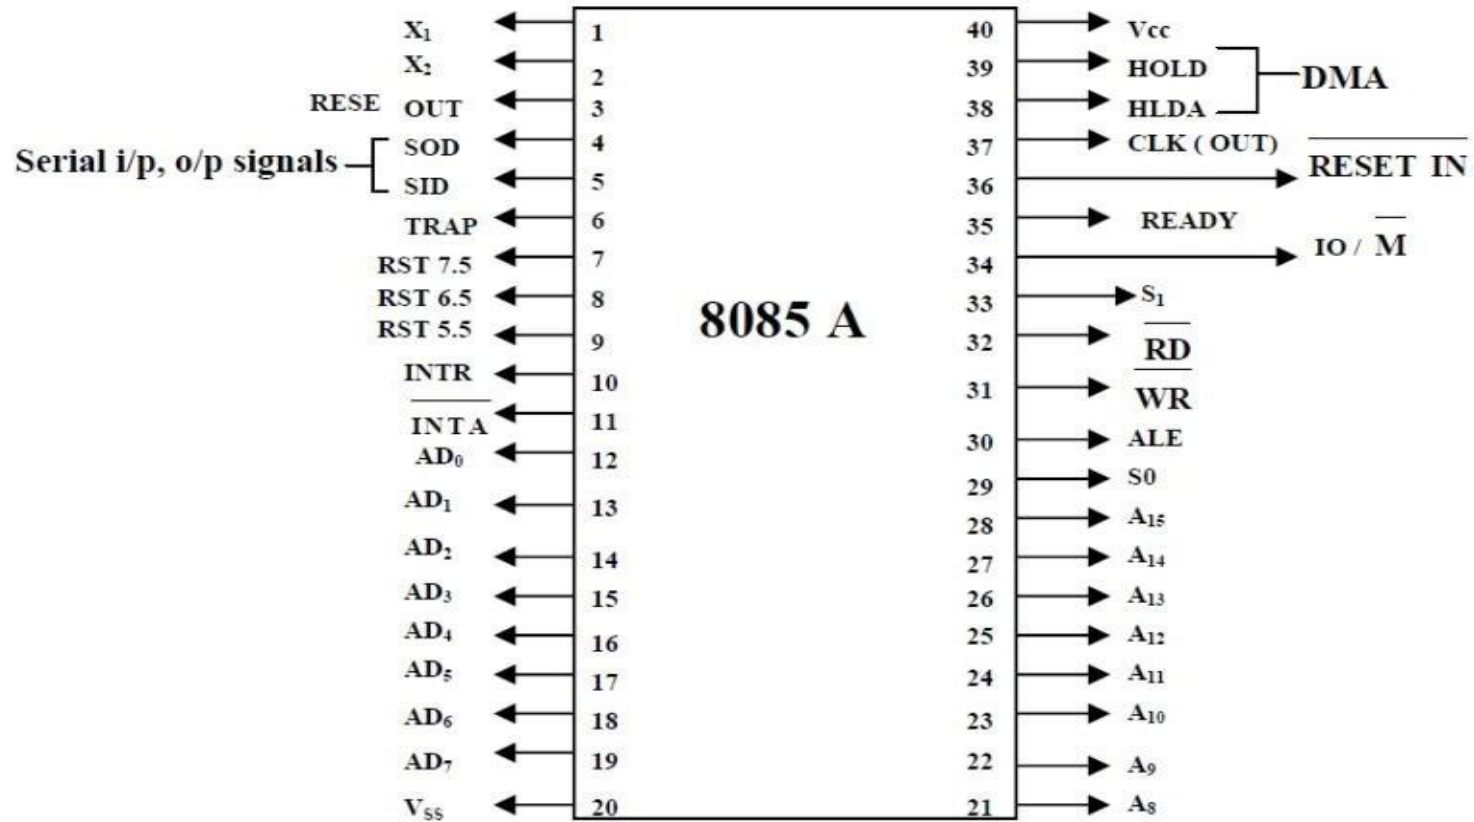 X₁ 1 40 Vcc
X₂ 2 39 HOLD
DMA
RESE OUT 3 38 HLDA
SOD 4 37 CLK ( OUT)
Serial i/p, o/p signals
SID 5 36 RESET IN
TRAP 6 35 READY
RST 7.5 7 34 IO / M
RST 6.5 8 33 S₁
8085 A
RST 5.5 9 32 RD
INTR 10 31 WR
INTA 11 30 ALE
AD₀ 12 29 S0
AD₁ 13 28 A₁₅
AD₂ 14 27 A₁₄
AD₃ 15 26 A₁₃
AD₄ 16 25 A₁₂
AD₅ 17 24 A₁₁
AD₆ 18 23 A₁₀
AD₇ 19 22 A₉
V_SS 20 21 A₈